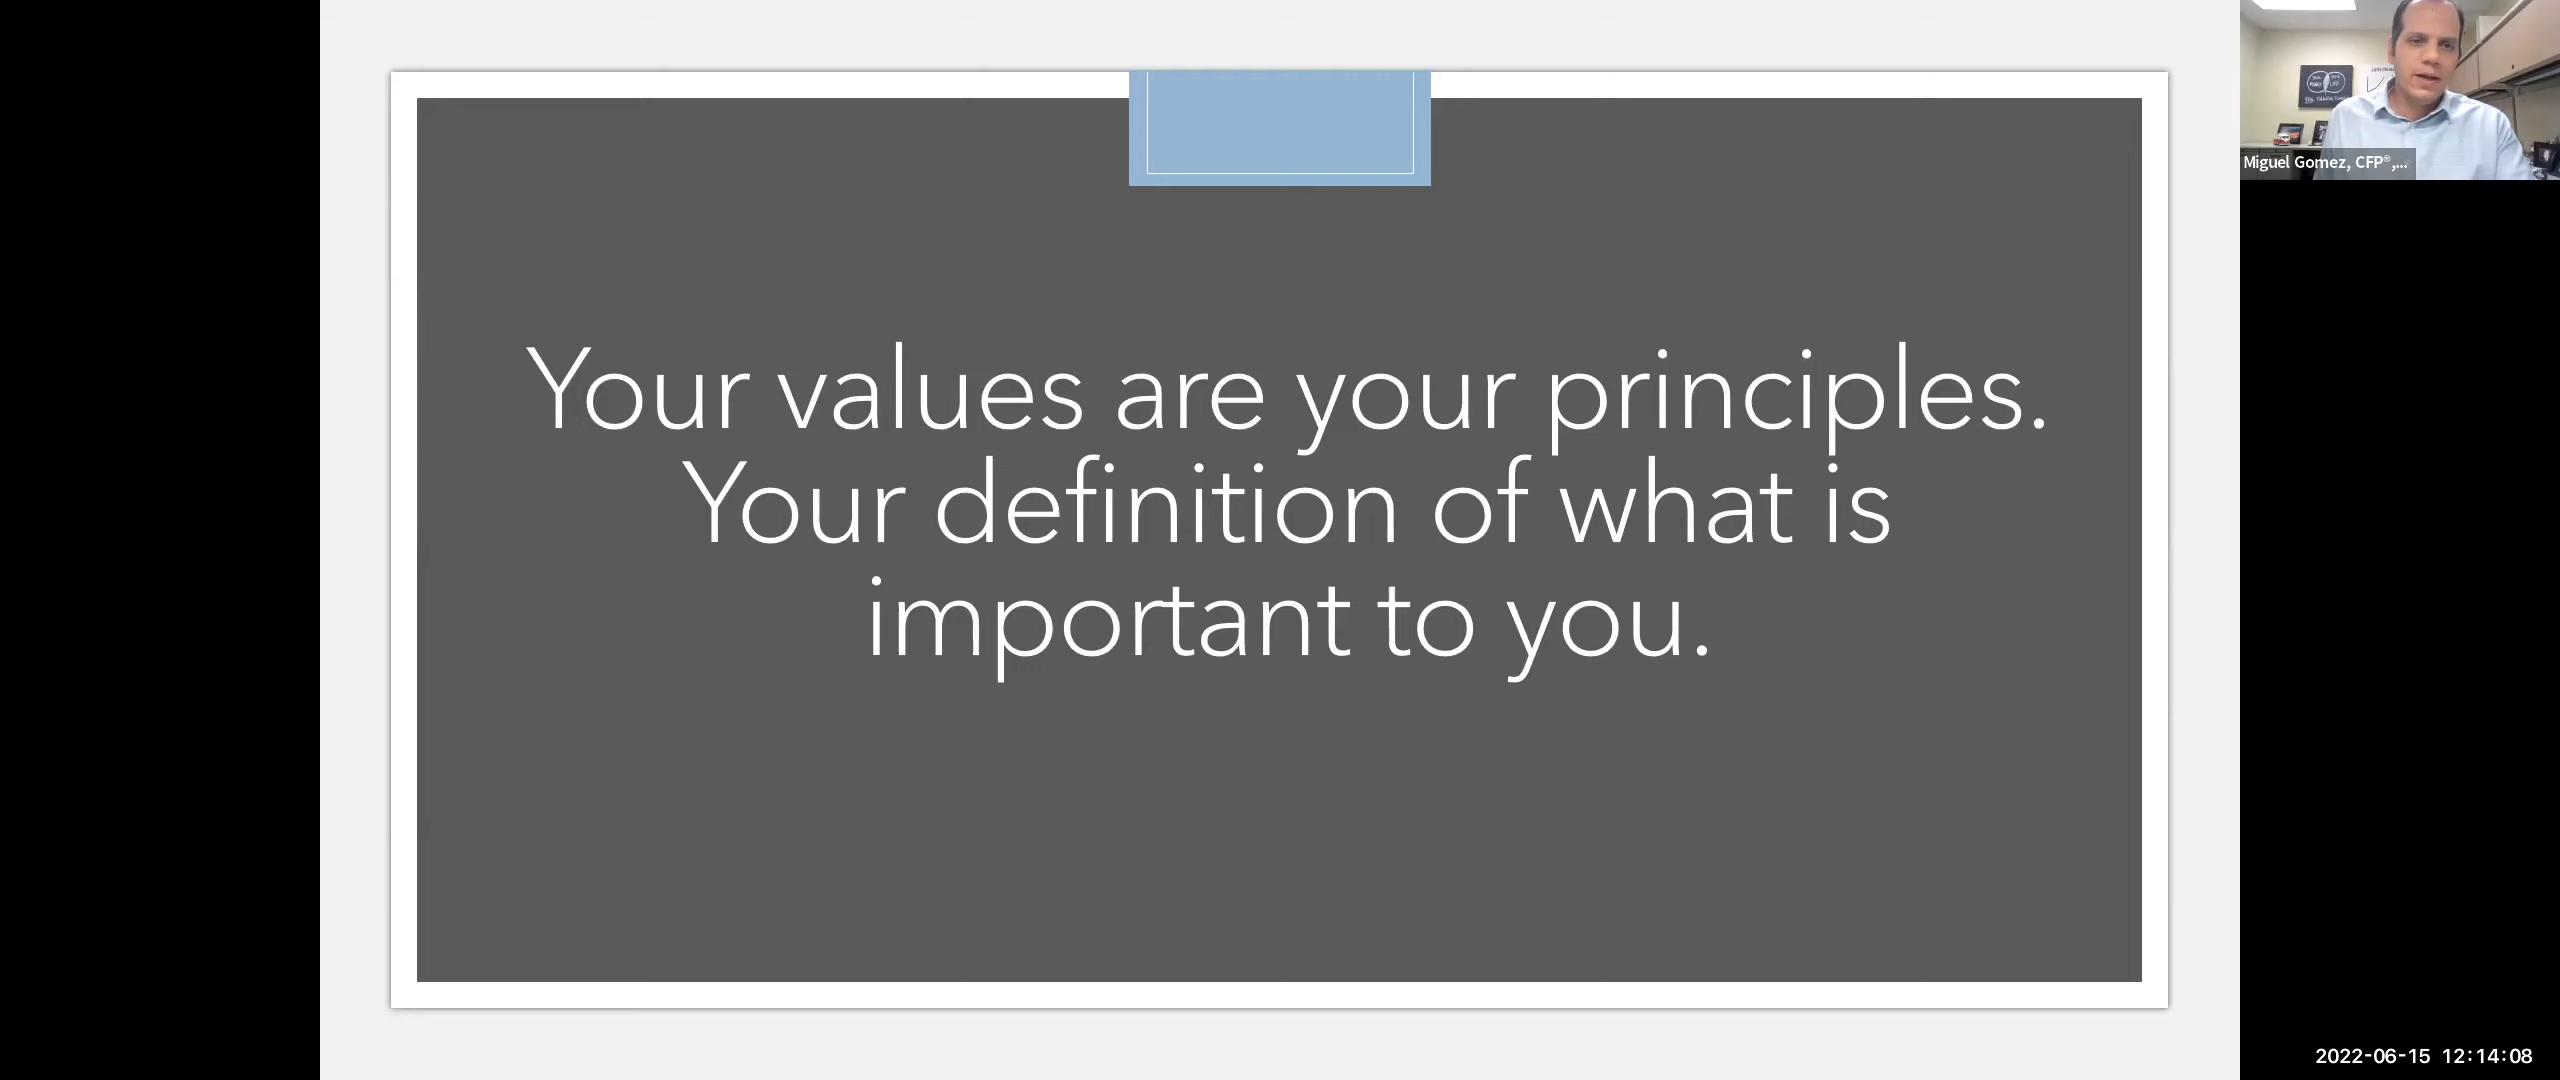 Your values are your principles.
Your definition of what is
important to you.
Miguel Gomez, CFP®,...
2022-06-15 12:14:08